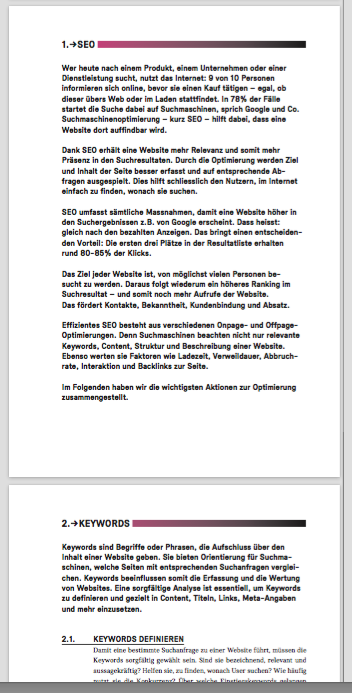 1.→SEO
Wer heute nach einem Produkt, einem Unternehmen oder einer
Dienstleistung sucht, nutzt das Internet: 9 von 10 Personen
informieren sich online, bevor sie einen Kauf tätigen – egal, ob
dieser übers Web oder im Laden stattfindet. In 78% der Fälle
startet die Suche dabei auf Suchmaschinen, sprich Google und Co.
Suchmaschinenoptimierung – kurz SEO – hilft dabei, dass eine
Website dort auffindbar wird.
Dank SEO erhält eine Website mehr Relevanz und somit mehr
Präsenz in den Suchresultaten. Durch die Optimierung werden Ziel
und Inhalt der Seite besser erfasst und auf entsprechende Ab-
fragen ausgespielt. Dies hilft schliesslich den Nutzern, im Internet
einfach zu finden, wonach sie suchen.
SEO umfasst sämtliche Massnahmen, damit eine Website höher in
den Suchergebnissen z.B. von Google erscheint. Dass heisst:
gleich nach den bezahlten Anzeigen. Das bringt einen entscheiden-
den Vorteil: Die ersten drei Plätze in der Resultatliste erhalten
rund 80–85% der Klicks.
Das Ziel jeder Website ist, von möglichst vielen Personen be-
sucht zu werden. Daraus folgt wiederum ein höheres Ranking im
Suchresultat – und somit noch mehr Aufrufe der Website.
Das fördert Kontakte, Bekanntheit, Kundenbindung und Absatz.
Effizientes SEO besteht aus verschiedenen Onpage- und Offpage-
Optimierungen. Denn Suchmaschinen beachten nicht nur relevante
Keywords, Content, Struktur und Beschreibung einer Website.
Ebenso werten sie Faktoren wie Ladezeit, Verweildauer, Abbruch-
rate, Interaktion und Backlinks zur Seite.
Im Folgenden haben wir die wichtigsten Aktionen zur Optimierung
zusammengestellt.
2.→KEYWORDS
Keywords sind Begriffe oder Phrasen, die Aufschluss über den
Inhalt einer Website geben. Sie bieten Orientierung für Suchma-
schinen, welche Seiten mit entsprechenden Suchanfragen verglei-
chen. Keywords beeinflussen somit die Erfassung und die Wertung
von Websites. Eine sorgfältige Analyse ist essentiell, um Keywords
zu definieren und gezielt in Content, Titeln, Links, Meta-Angaben
und mehr einzusetzen.
2.1. KEYWORDS DEFINIEREN
Damit eine bestimmte Suchanfrage zu einer Website führt, müssen die
Keywords sorgfältig gewählt sein. Sind sie bezeichnend, relevant und
aussagekräftig? Helfen sie, zu finden, wonach User suchen? Wie häufig
nutzt sie die Konkurrenz? Über welche Einstiegskeywords gelangen